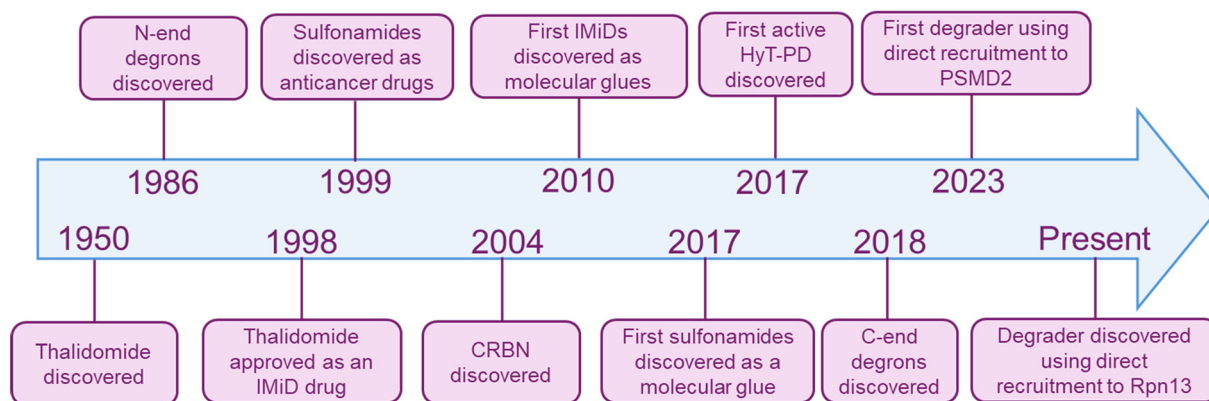 N-end
degrons
discovered
Sulfonamides
discovered as
anticancer drugs
First IMiDs
discovered as
molecular glues
First active
HyT-PD
discovered
First degrader using
direct recruitment to
PSMD2
1986
1999
2010
2017
2023
1950
1998
2004
2017
2018
Present
Thalidomide
discovered
Thalidomide
approved as an
IMiD drug
CRBN
discovered
First sulfonamides
discovered as a
molecular glue
C-end
degrons
discovered
Degrader discovered
using direct
recruitment to Rpn13